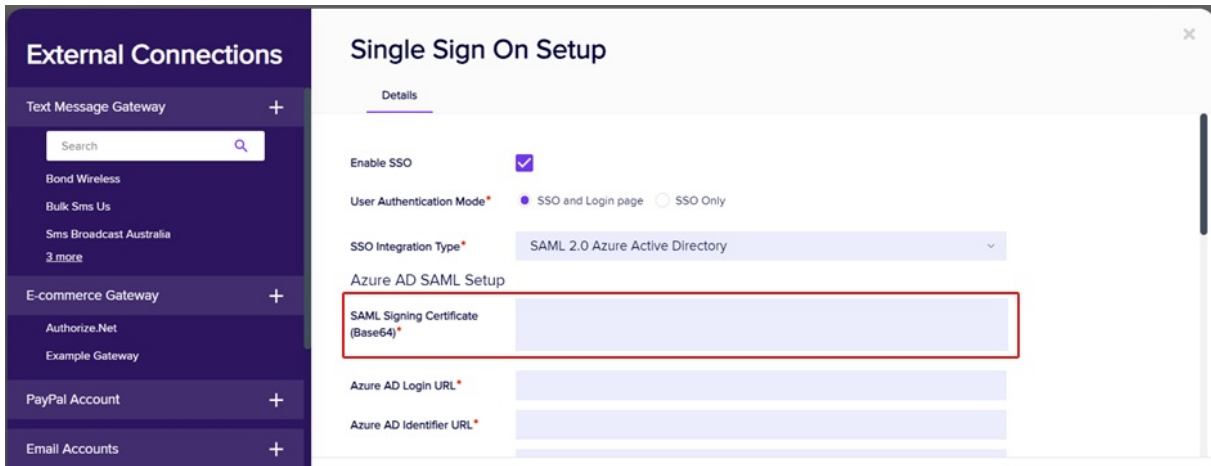 External Connections
Text Message Gateway
Search
Bond Wireless
Bulk Sms Us
Sms Broadcast Australia
3 more
E-commerce Gateway
Authorize.Net
Example Gateway
PayPal Account
Email Accounts
Single Sign On Setup
Details
Enable SSO
User Authentication Mode* SSO and Login page SSO Only
SSO Integration Type* SAML 2.0 Azure Active Directory
Azure AD SAML Setup
SAML Signing Certificate
(Base64)*
Azure AD Login URL*
Azure AD Identifier URL*